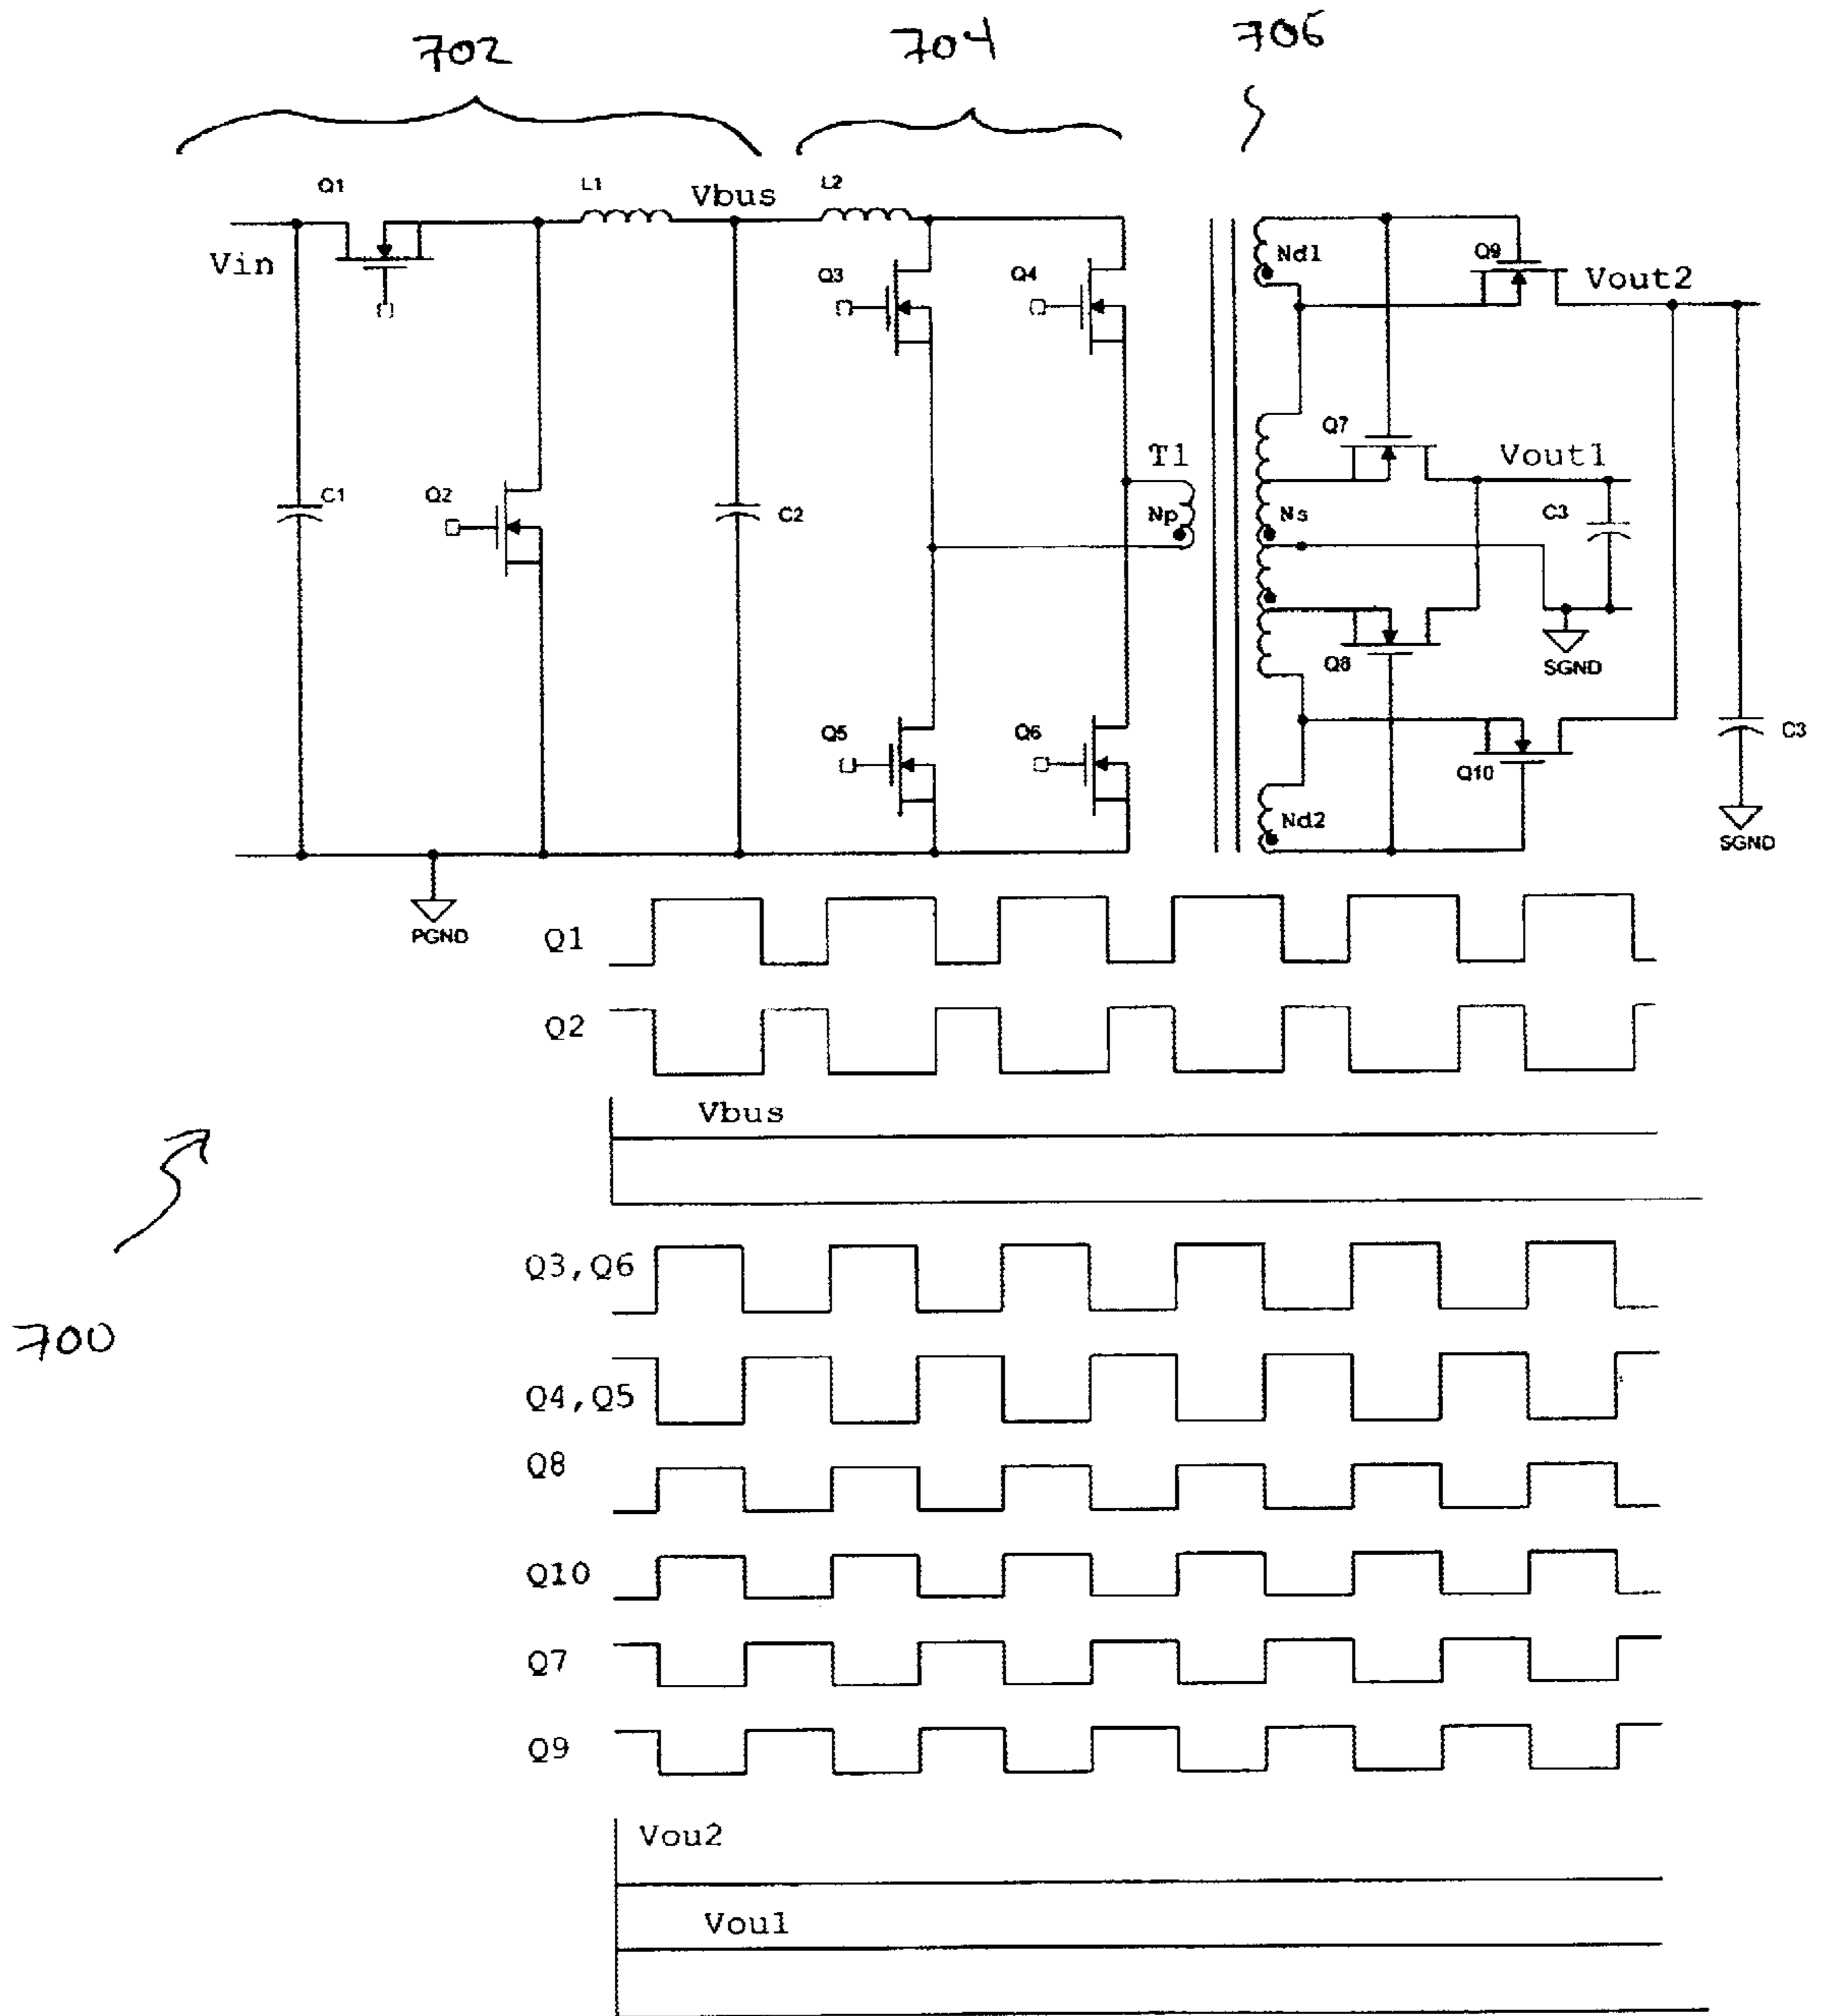 702
704
706
Q1
L1
Vbus
L2
Vin
Q3
Q4
Nd1
Q9
Vout2
C1
Q2
C2
T1
Np
Q7
Vout1
Ns
C3
Q8
SGND
Q5
Q6
Q10
C3
Nd2
SGND
PGND
Q1
Q2
Vbus
Q3,Q6
700
Q4,Q5
Q8
Q10
Q7
Q9
Vou2
Vou1